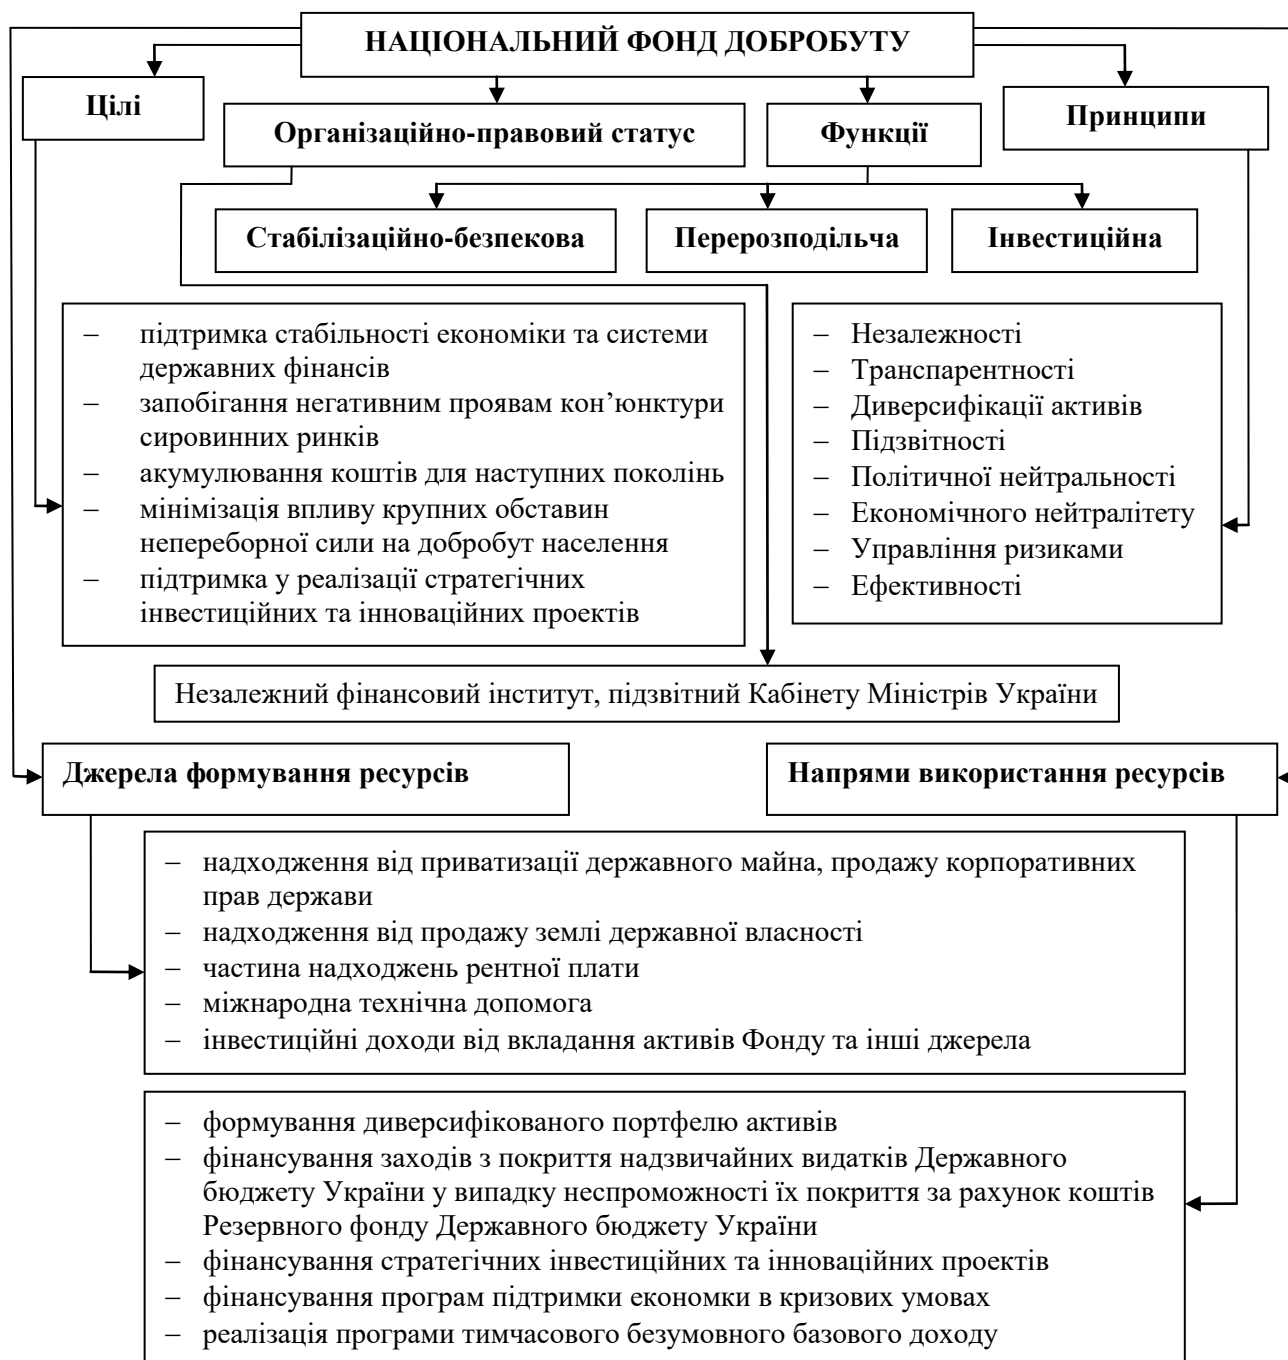 НАЦІОНАЛЬНИЙ ФОНД ДОБРОБУТУ
Цілі
Організаційно-правовий статус
Функції
Принципи
Стабілізаційно-безпекова
Перерозподільча
Інвестиційна
– підтримка стабільності економіки та системи
державних фінансів
– запобігання негативним проявам кон’юнктури
сировинних ринків
– акумулювання коштів для наступних поколінь
– мінімізація впливу крупних обставин
непереборної сили на добробут населення
– підтримка у реалізації стратегічних
інвестиційних та інноваційних проектів
– Незалежності
– Транспарентності
– Диверсифікації активів
– Підзвітності
– Політичної нейтральності
– Економічного нейтралітету
– Управління ризиками
– Ефективності
Незалежний фінансовий інститут, підзвітний Кабінету Міністрів України
Джерела формування ресурсів
Напрями використання ресурсів
– надходження від приватизації державного майна, продажу корпоративних
прав держави
– надходження від продажу землі державної власності
– частина надходжень рентної плати
– міжнародна технічна допомога
– інвестиційні доходи від вкладання активів Фонду та інші джерела
– формування диверсифікованого портфелю активів
– фінансування заходів з покриття надзвичайних видатків Державного
бюджету України у випадку неспроможності їх покриття за рахунок коштів
Резервного фонду Державного бюджету України
– фінансування стратегічних інвестиційних та інноваційних проектів
– фінансування програм підтримки економки в кризових умовах
– реалізація програми тимчасового безумовного базового доходу